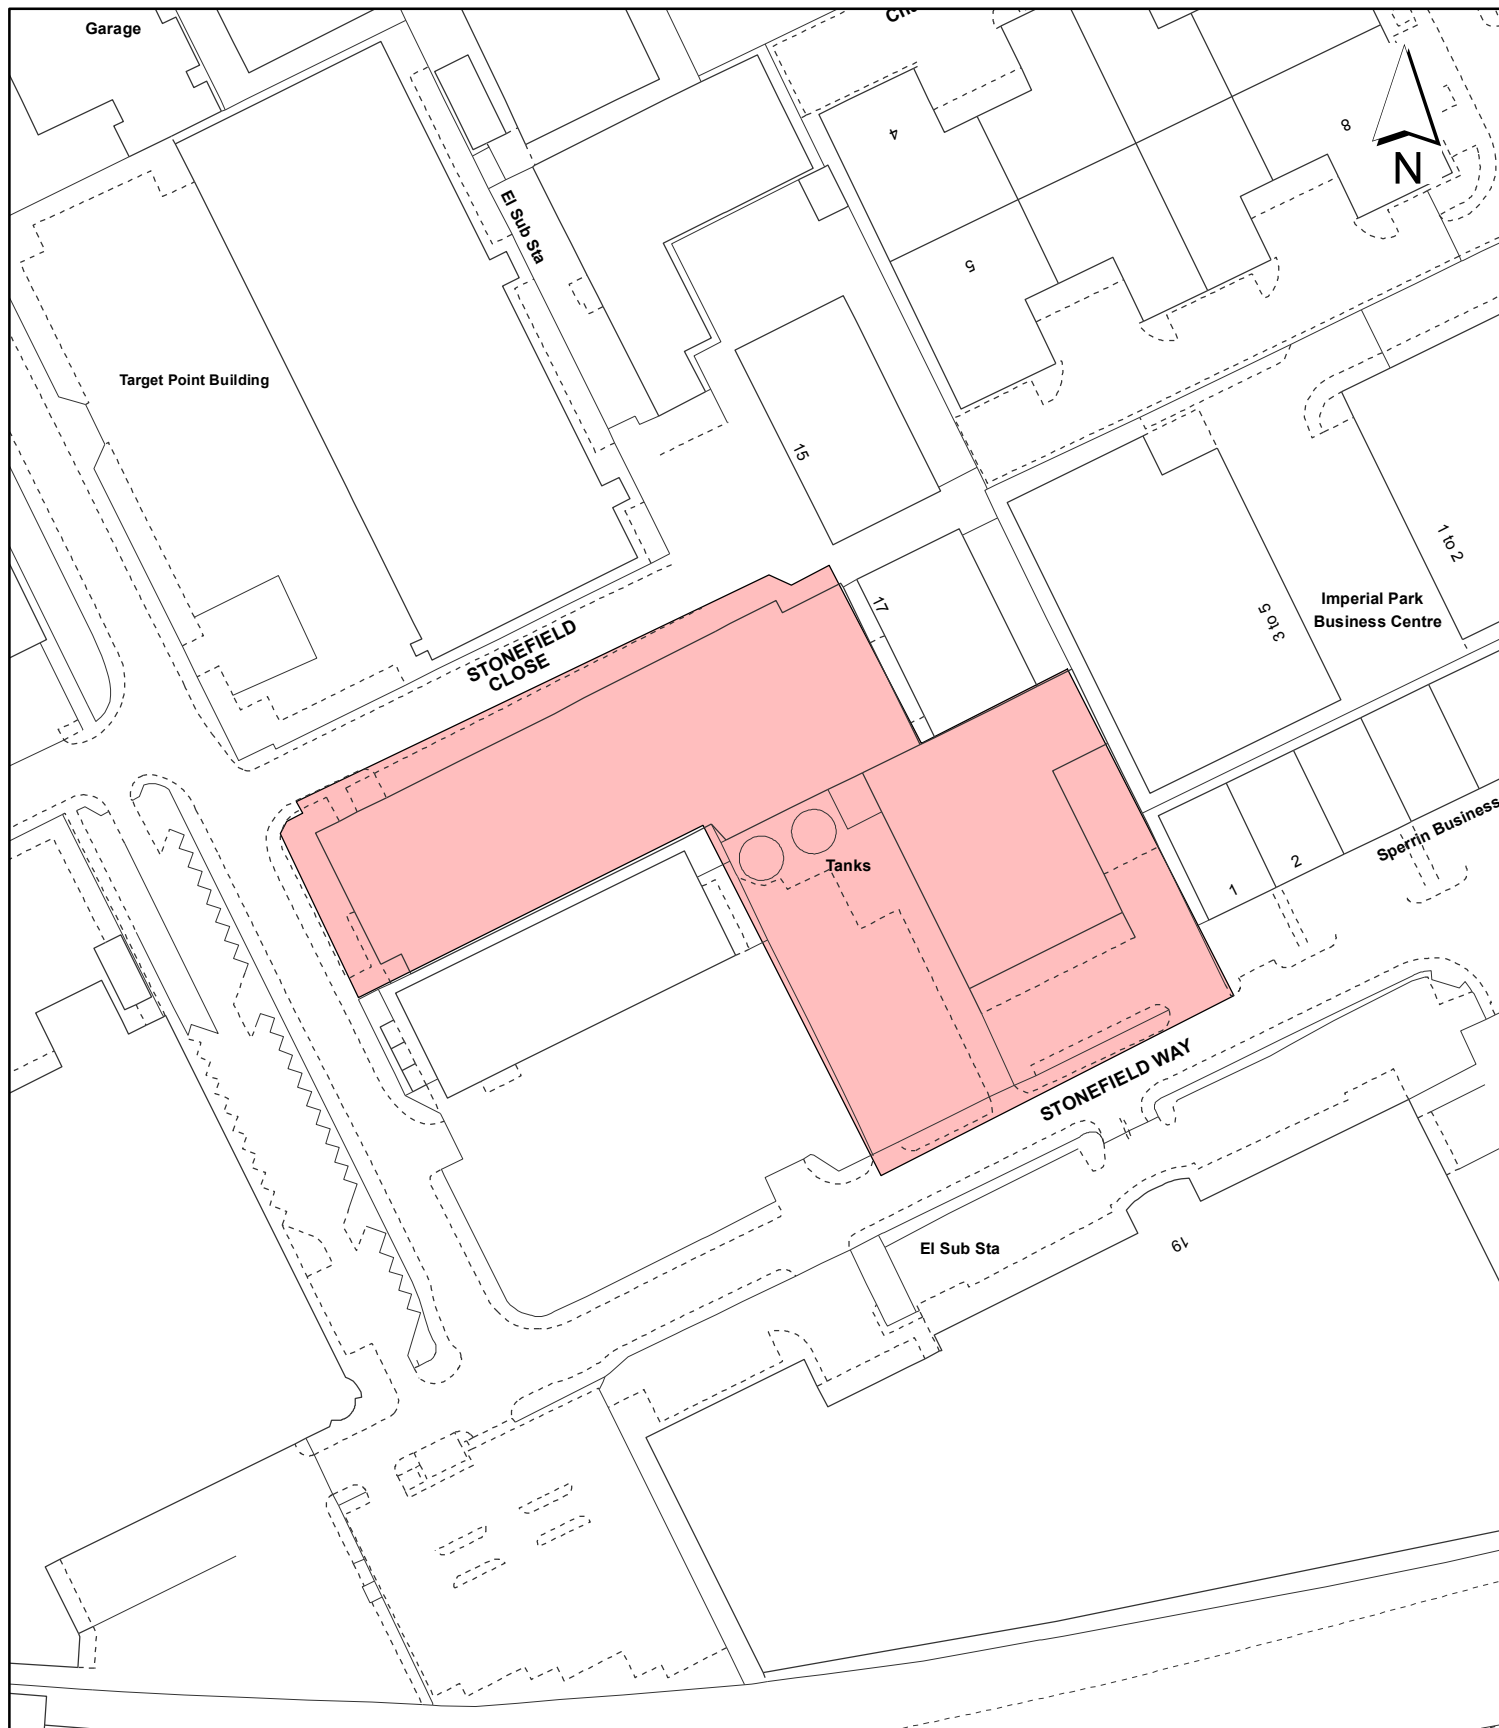 Garage
4
8
N
El Sub Sta
5
Target Point Building
15
1 to 2
17
3 to 5
Imperial Park
Business Centre
STONEFIELD
CLOSE
Sperrin Business
Tanks
2
1
STONEFIELD WAY
El Sub Sta
19